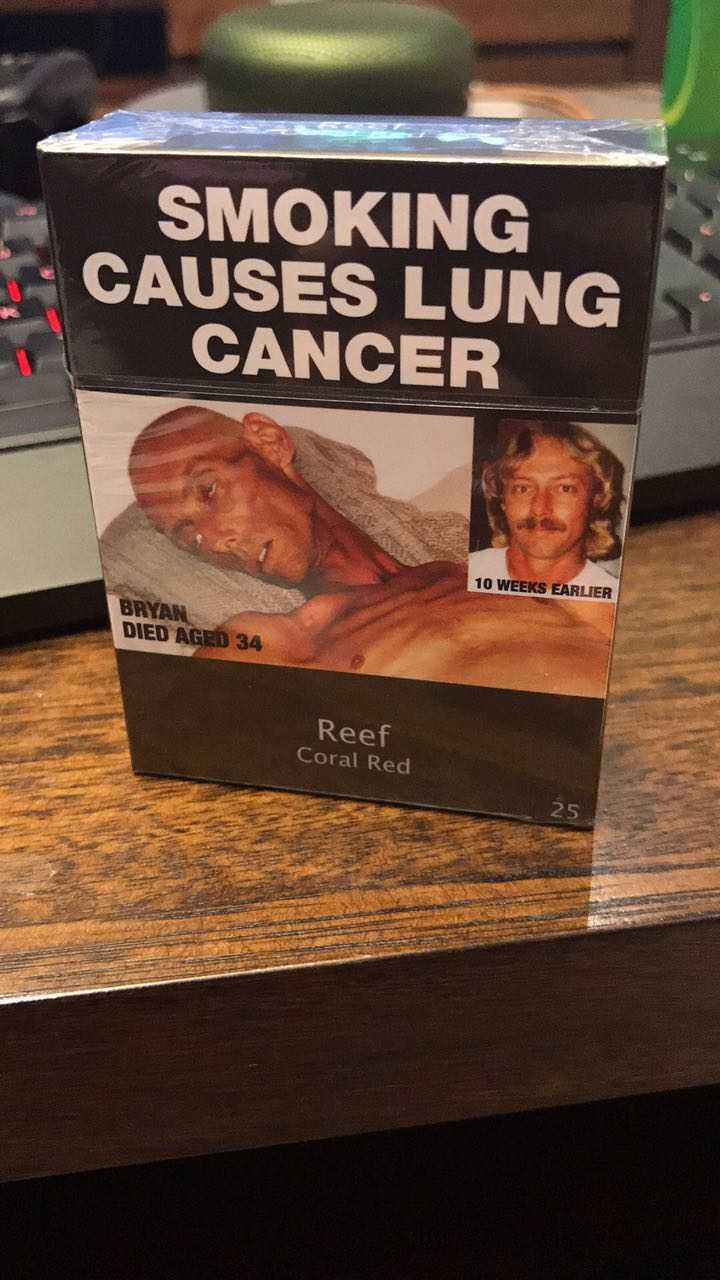 SMOKING
CAUSES LUNG
CANCER
10 WEEKS EARLIER
BRYAN
DIED AGED 34
Reef
Coral Red
25